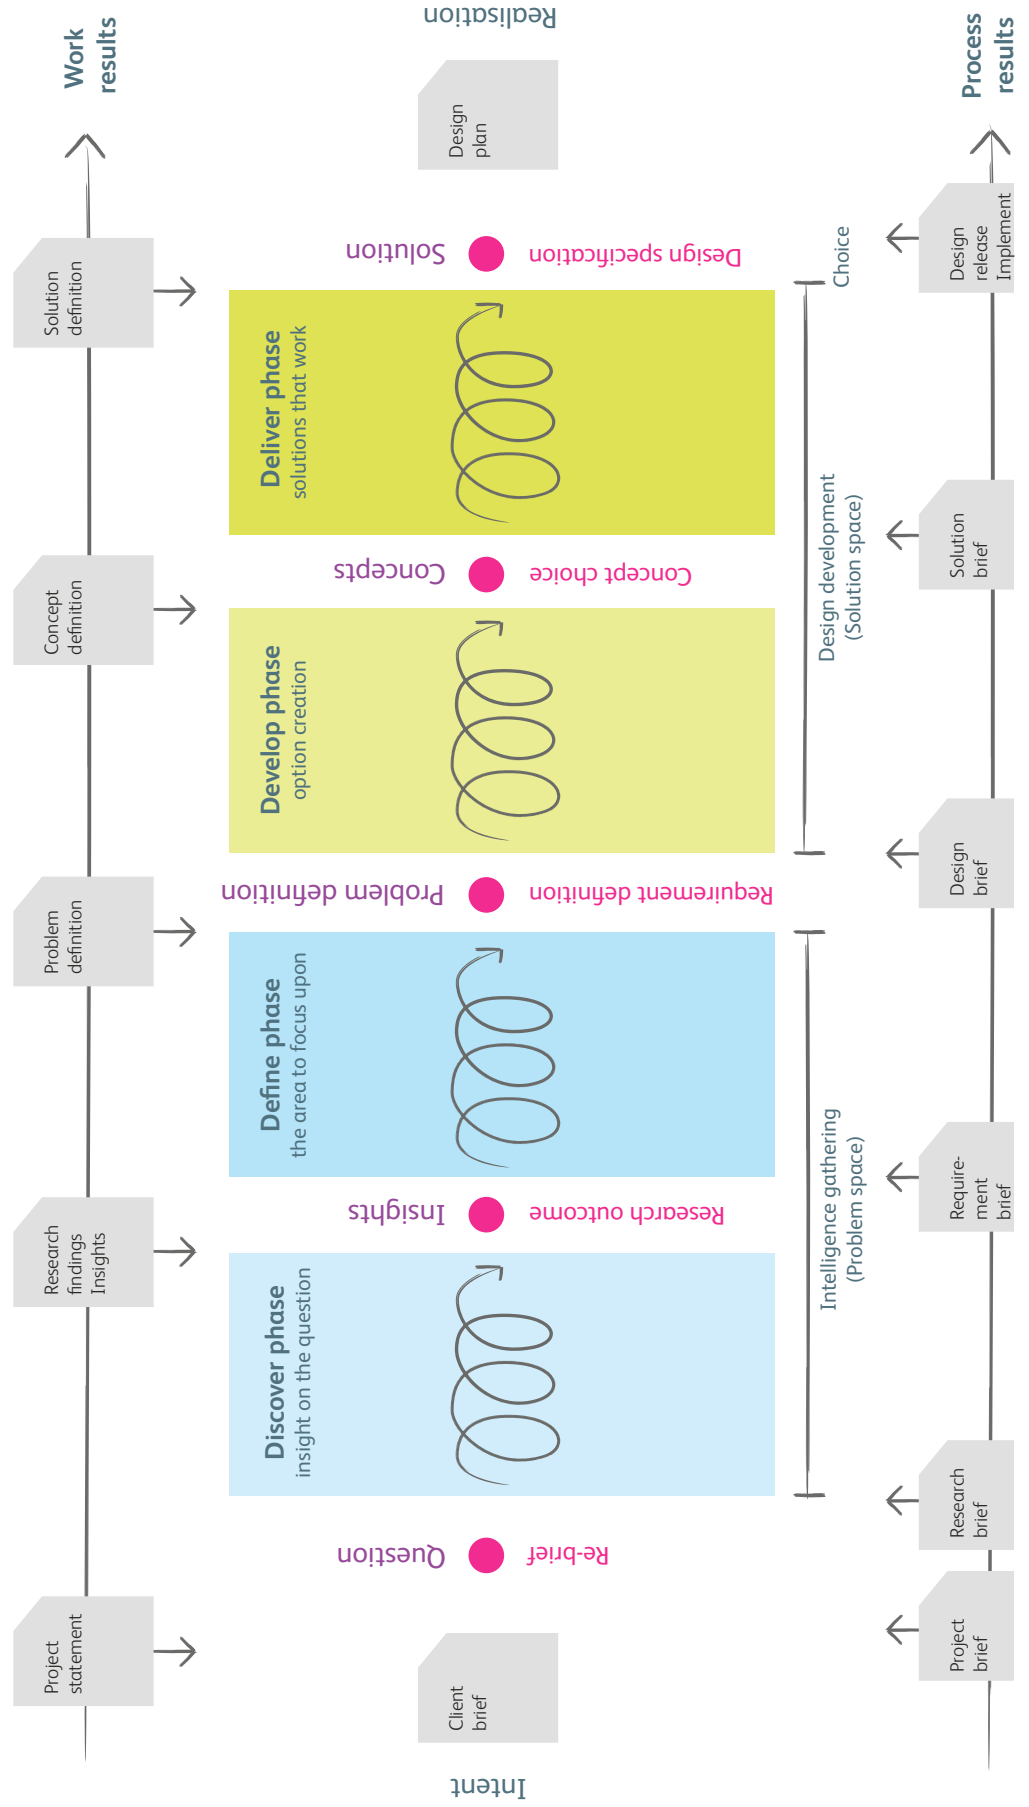 Work
results
Project
statement
Research
findings
Insights
Problem
definition
Concept
definition
Solution
definition
Intent
Client
brief
Question
Re-brief
Discover phase
insight on the question
Insights
Research outcome
Define phase
the area to focus upon
Problem definition
Requirement definition
Develop phase
option creation
Concepts
Concept choice
Deliver phase
solutions that work
Solution
Design specification
Design
plan
Realisation
Intelligence gathering
(Problem space)
Design development
(Solution space)
Choice
Project
brief
Research
brief
Require-
ment
brief
Design
brief
Solution
brief
Design
release
Implement
Process
results